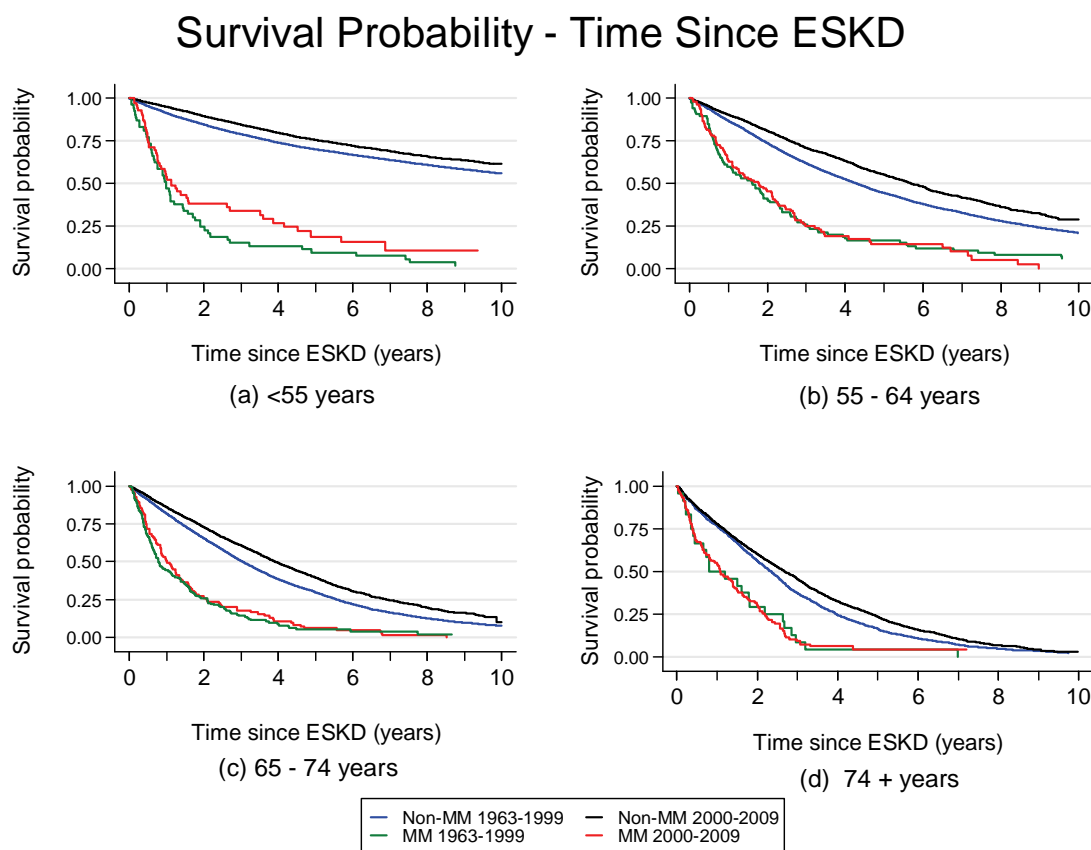 Survival Probability - Time Since ESKD
Survival probability
1.00
0.75
0.50
0.25
0.00
0 2 4 6 8 10
Time since ESKD (years)
(a) <55 years
Survival probability
1.00
0.75
0.50
0.25
0.00
0 2 4 6 8 10
Time since ESKD (years)
(b) 55 - 64 years
Survival probability
1.00
0.75
0.50
0.25
0.00
0 2 4 6 8 10
Time since ESKD (years)
(c) 65 - 74 years
Survival probability
1.00
0.75
0.50
0.25
0.00
0 2 4 6 8 10
Time since ESKD (years)
(d) 74 + years
Non-MM 1963-1999 Non-MM 2000-2009
MM 1963-1999 MM 2000-2009